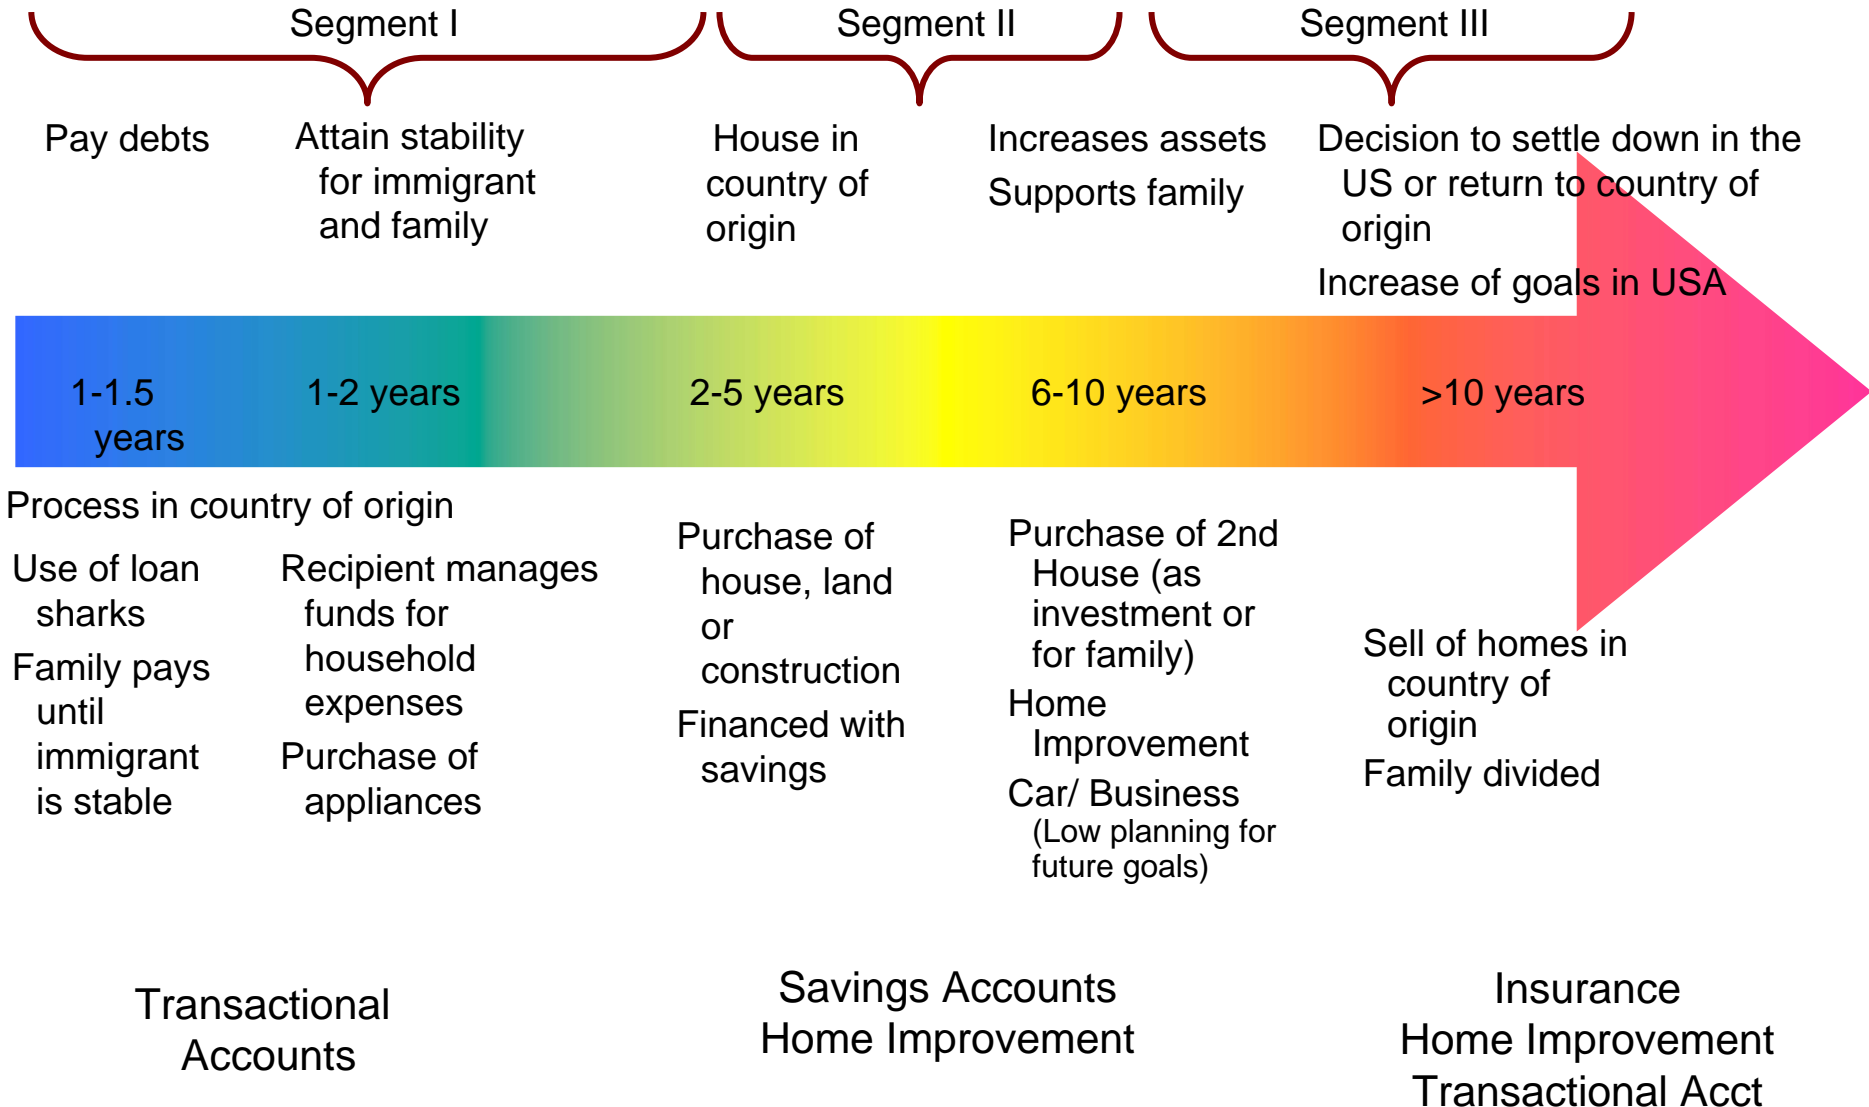 Segment I
Segment II
Segment III
Pay debts
Attain stability
for immigrant
and family
House in
country of
origin
Increases assets
Supports family
Decision to settle down in the
US or return to country of
origin
Increase of goals in USA
1-1.5
years
1-2 years
2-5 years
6-10 years
>10 years
Process in country of origin
Use of loan
sharks
Family pays
until
immigrant
is stable
Recipient manages
funds for
household
expenses
Purchase of
appliances
Purchase of
house, land
or
construction
Financed with
savings
Purchase of 2nd
House (as
investment or
for family)
Home
Improvement
Car/ Business
(Low planning for
future goals)
Sell of homes in
country of
origin
Family divided
Transactional
Accounts
Savings Accounts
Home Improvement
Insurance
Home Improvement
Transactional Acct